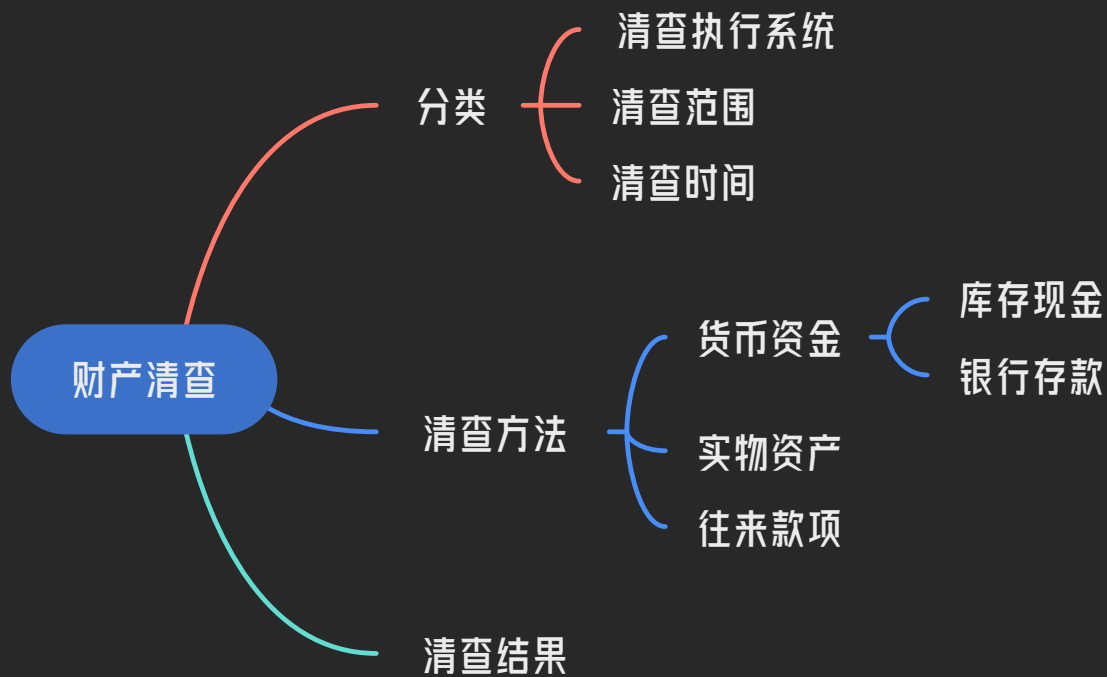 财产清查
分类
清查执行系统
清查范围
清查时间
清查方法
货币资金
库存现金
银行存款
实物资产
往来款项
清查结果